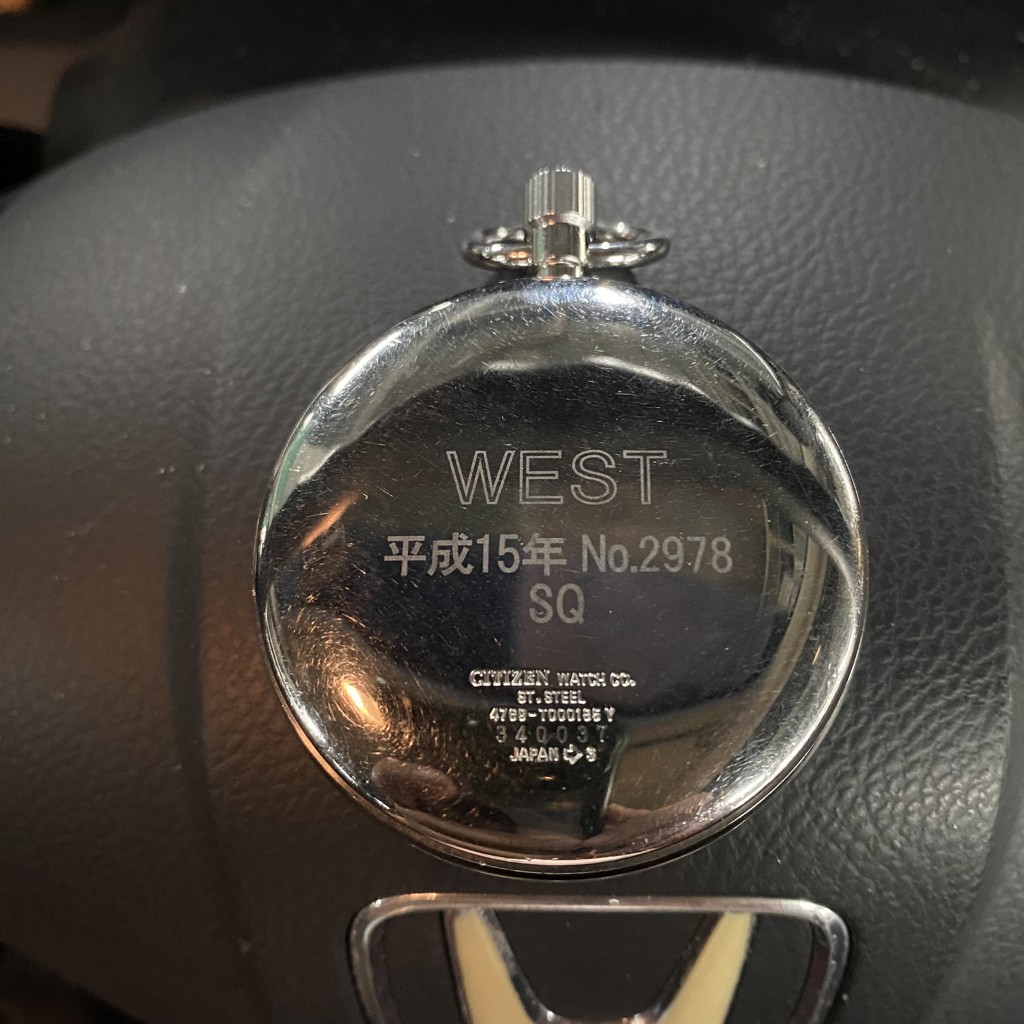 WEST
平成15年 No.2978
SQ
CITIZEN WATCH CO.
ST.STEEL
340037
JAPAN